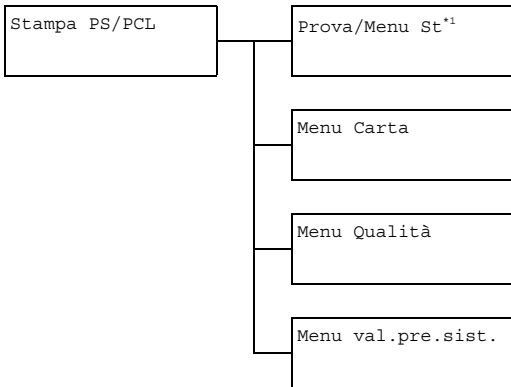 Stampa PS/PCL
Prova/Menu St*1
Menu Carta
Menu Qualità
Menu val.pre.sist.